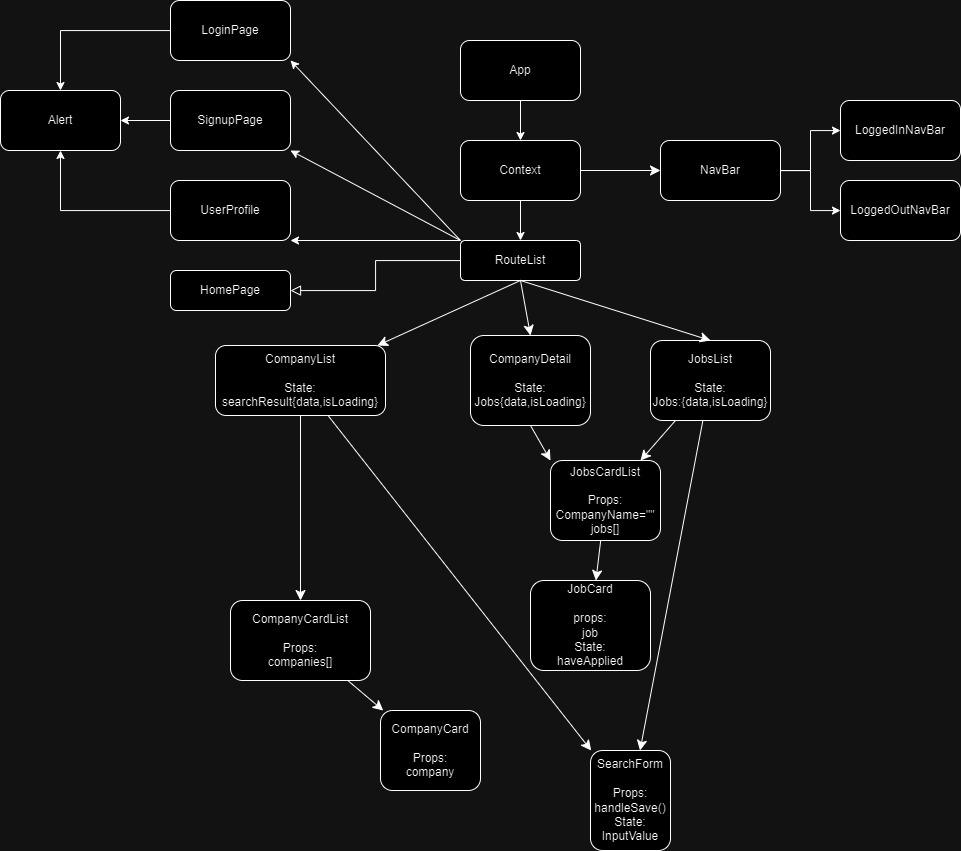 LoginPage
App
Alert
SignupPage
LoggedInNavBar
Context
NavBar
UserProfile
LoggedOutNavBar
RouteList
HomePage
CompanyList
State:
searchResult{data,isLoading}
CompanyDetail
State:
Jobs{data,isLoading}
JobsList
State:
Jobs:{data,isLoading}
JobsCardList
Props:
CompanyName=""
jobs[]
JobCard
props:
job
State:
haveApplied
CompanyCardList
Props:
companies[]
CompanyCard
Props:
company
SearchForm
Props:
handleSave()
State:
InputValue